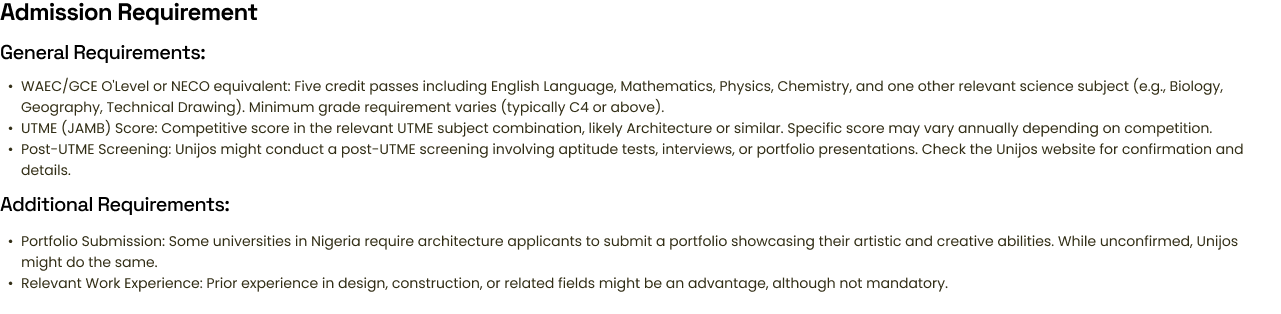 Admission Requirement
General Requirements:
• WAEC/GCE O'Level or NECO equivalent: Five credit passes including English Language, Mathematics, Physics, Chemistry, and one other relevant science subject (e.g., Biology,
Geography, Technical Drawing). Minimum grade requirement varies (typically C4 or above).
• UTME (JAMB) Score: Competitive score in the relevant UTME subject combination, likely Architecture or similar. Specific score may vary annually depending on competition.
• Post-UTME Screening: Unijos might conduct a post-UTME screening involving aptitude tests, interviews, or portfolio presentations. Check the Unijos website for confirmation and
details.
Additional Requirements:
• Portfolio Submission: Some universities in Nigeria require architecture applicants to submit a portfolio showcasing their artistic and creative abilities. While unconfirmed, Unijos
might do the same.
• Relevant Work Experience: Prior experience in design, construction, or related fields might be an advantage, although not mandatory.